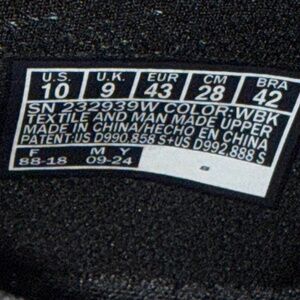 U.S. U.K. EUR CM BRA
10 9 43 28 42
SN 232939W COLOR:WBK
TEXTILE AND MAN MADE UPPER
MADE IN CHINA/HECHO EN CHINA
PATENT:US D990,858 S+US D992,888 S
F M Y
88-18 09-24